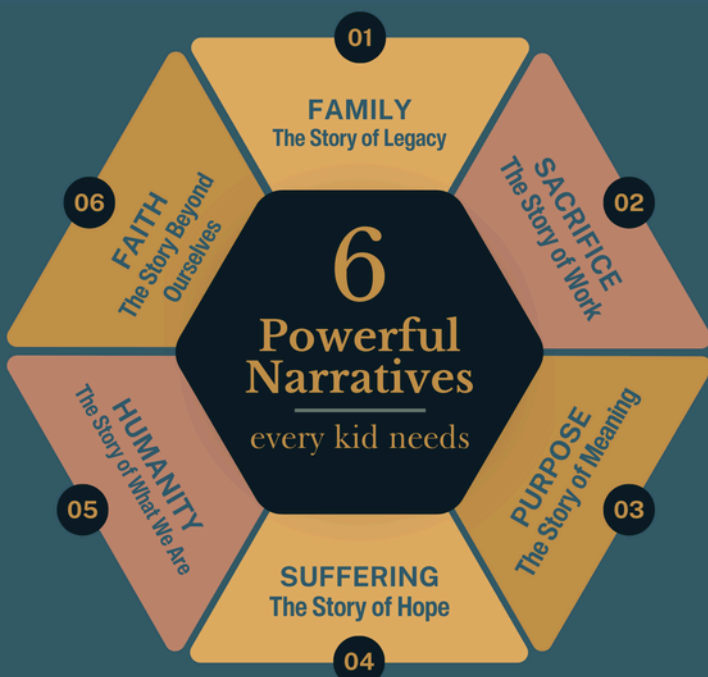 6
Powerful
Narratives
every kid needs
01
FAMILY
The Story of Legacy
02
SACRIFICE
The Story of Work
03
PURPOSE
The Story of Meaning
04
SUFFERING
The Story of Hope
05
HUMANITY
The Story of What We Are
06
FAITH
The Story Beyond
Ourselves